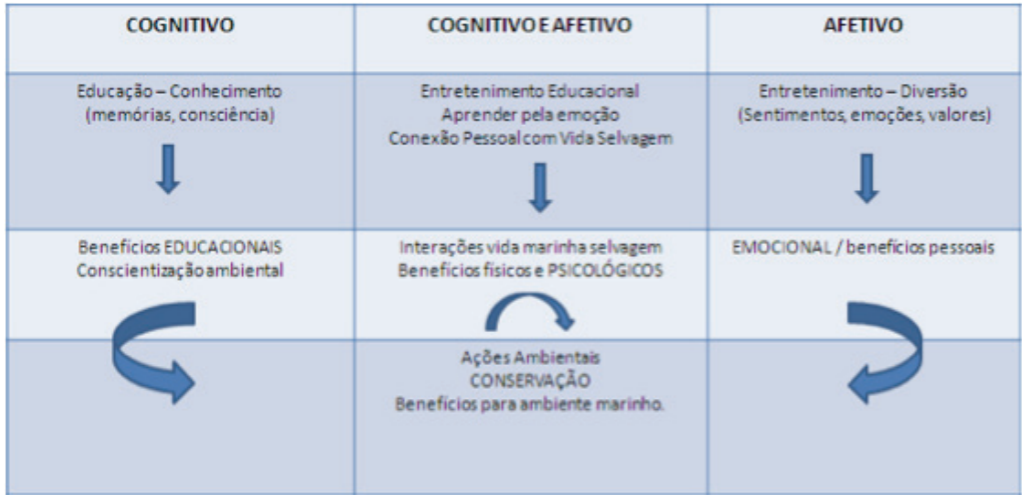 COGNITIVO
COGNITIVO E AFETIVO
AFETIVO
Educação – Conhecimento
(memórias, consciência)
Entretenimento Educacional
Aprender pela emoção
Conexão Pessoal com Vida Selvagem
Entretenimento – Diversão
(Sentimentos, emoções, valores)
Benefícios EDUCACIONAIS
Conscientização ambiental
Interações vida marinha selvagem
Benefícios físicos e PSICOLÓGICOS
EMOCIONAL / benefícios pessoais
Ações Ambientais
CONSERVAÇÃO
Benefícios para ambiente marinho.